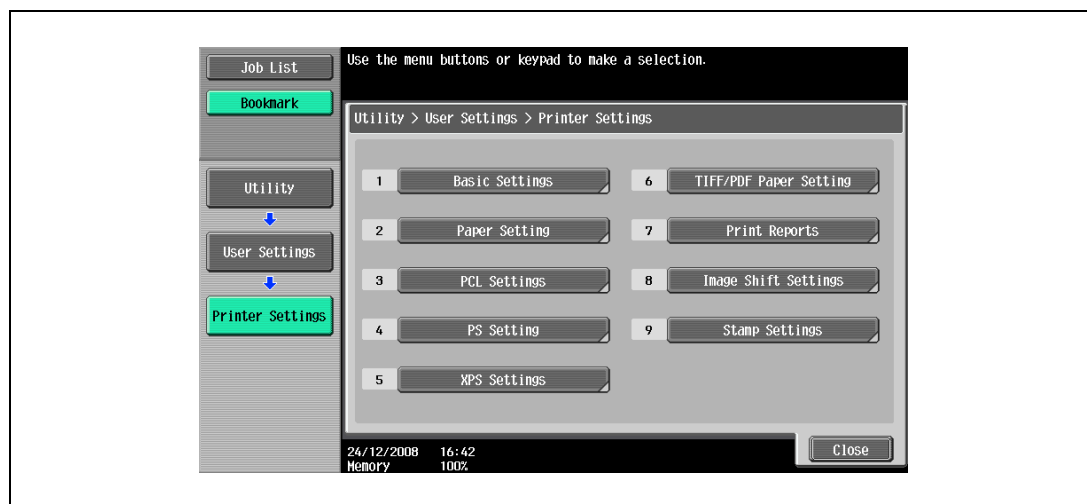 Job List
Bookmark
Utility
User Settings
Printer Settings
Use the menu buttons or keypad to make a selection.
Utility > User Settings > Printer Settings
1 Basic Settings
2 Paper Setting
3 PCL Settings
4 PS Setting
5 XPS Settings
6 TIFF/PDF Paper Setting
7 Print Reports
8 Image Shift Settings
9 Stamp Settings
24/12/2008 16:42
Memory 100%
Close